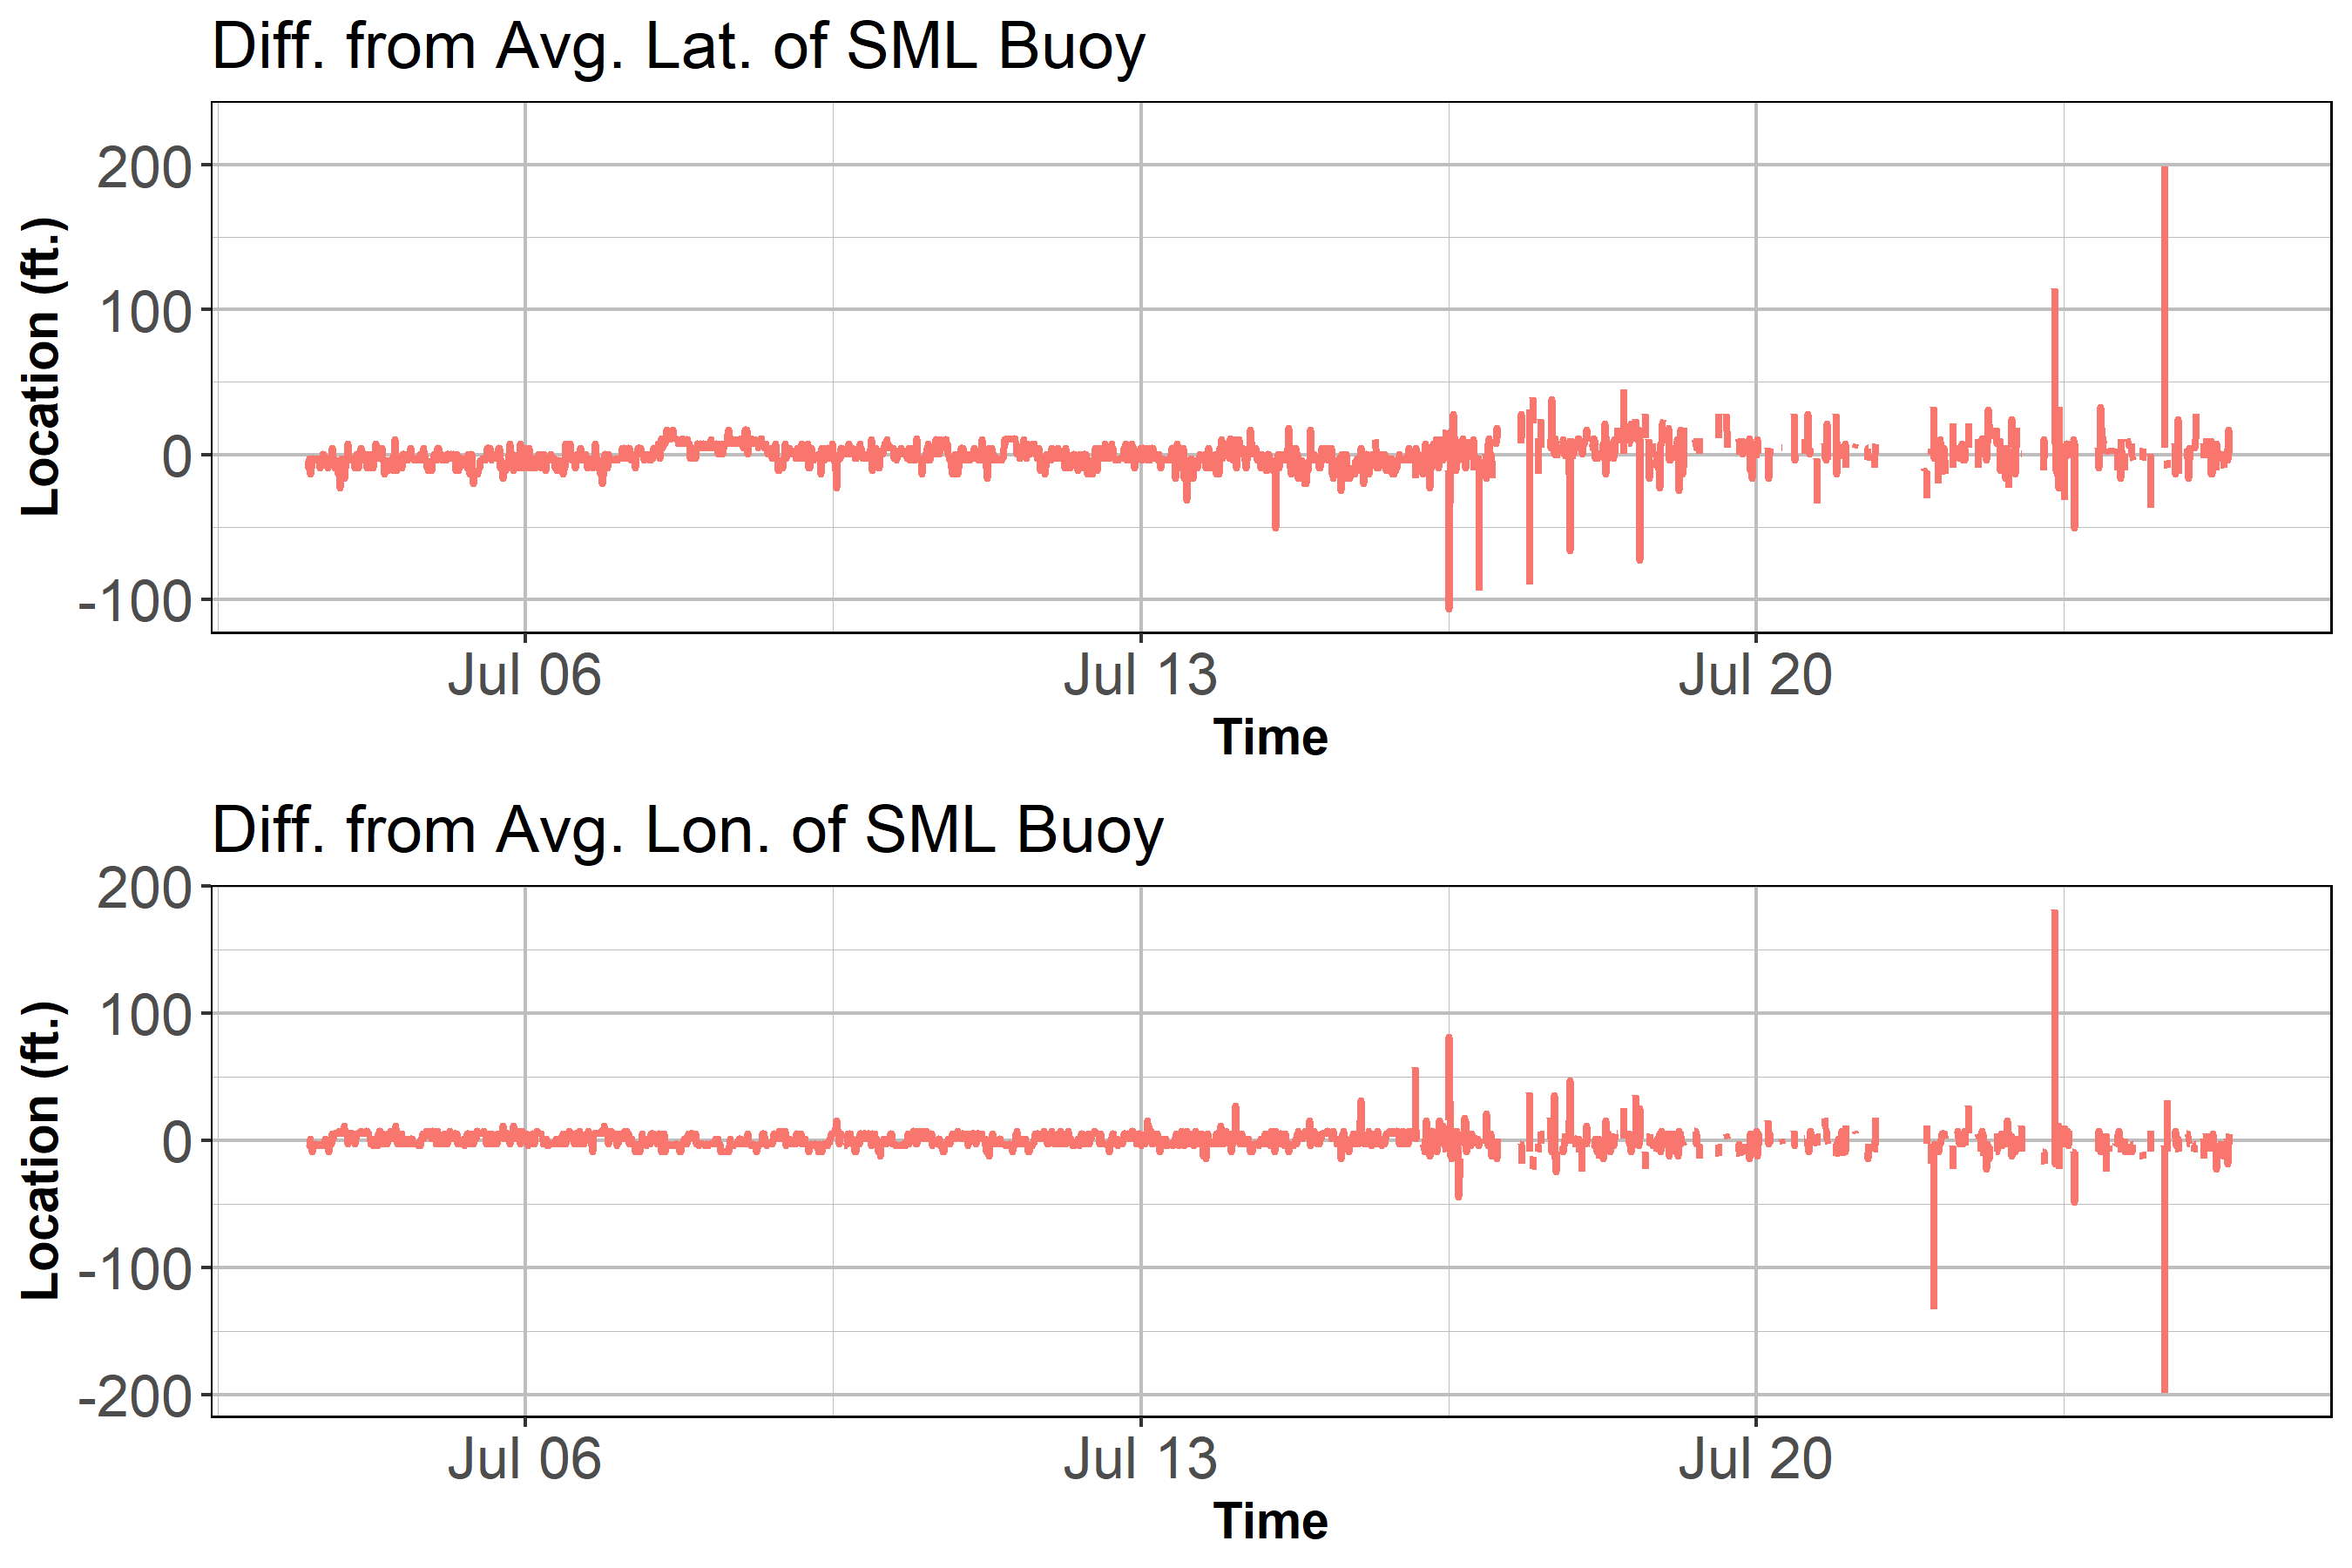 Diff. from Avg. Lat. of SML Buoy
200
100
0
-100
Location (ft.)
Jul 06 Jul 13 Jul 20
Time
Diff. from Avg. Lon. of SML Buoy
200
100
0
-100
-200
Location (ft.)
Jul 06 Jul 13 Jul 20
Time